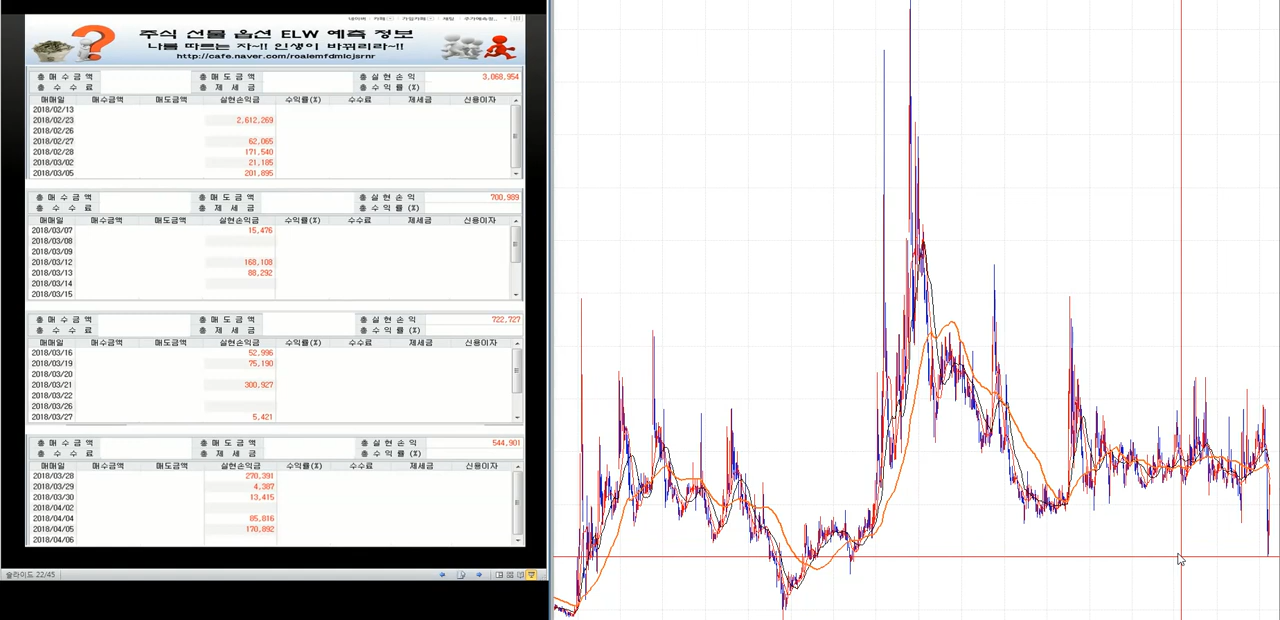 네이버 카페 가입카페 채팅
주식 선물 옵션 ELW 예측 정보
나를 따르는 자~!! 인생이 바뀌리라~!!
http://cafe.naver.com/roalemfdmlcjsrnr
총 매 수 금 액 총 매 도 금 액 총 실 현 손 익 3,068,954
총 수 수 료 총 제 세 금 총 수 익 률 (%)
매매일 매수금액 매도금액 실현손익금 수익률(%) 수수료 제세금 신용이자
2018/02/13
2018/02/23 2,612,269
2018/02/26
2018/02/27 62,065
2018/02/28 171,540
2018/03/02 21,185
2018/03/05 201,895
총 매 수 금 액 총 매 도 금 액 총 실 현 손 익 700,989
총 수 수 료 총 제 세 금 총 수 익 률 (%)
매매일 매수금액 매도금액 실현손익금 수익률(%) 수수료 제세금 신용이자
2018/03/07 15,476
2018/03/08
2018/03/09
2018/03/12 168,108
2018/03/13 88,292
2018/03/14
2018/03/15
총 매 수 금 액 총 매 도 금 액 총 실 현 손 익 722,727
총 수 수 료 총 제 세 금 총 수 익 률 (%)
매매일 매수금액 매도금액 실현손익금 수익률(%) 수수료 제세금 신용이자
2018/03/16 52,996
2018/03/19 75,190
2018/03/20
2018/03/21 300,927
2018/03/22
2018/03/26
2018/03/27 5,421
총 매 수 금 액 총 매 도 금 액 총 실 현 손 익 544,901
총 수 수 료 총 제 세 금 총 수 익 률 (%)
매매일 매수금액 매도금액 실현손익금 수익률(%) 수수료 제세금 신용이자
2018/03/28 270,391
2018/03/29 4,387
2018/03/30 13,415
2018/04/02
2018/04/04 85,816
2018/04/05 170,892
2018/04/06
슬라이드 22/45